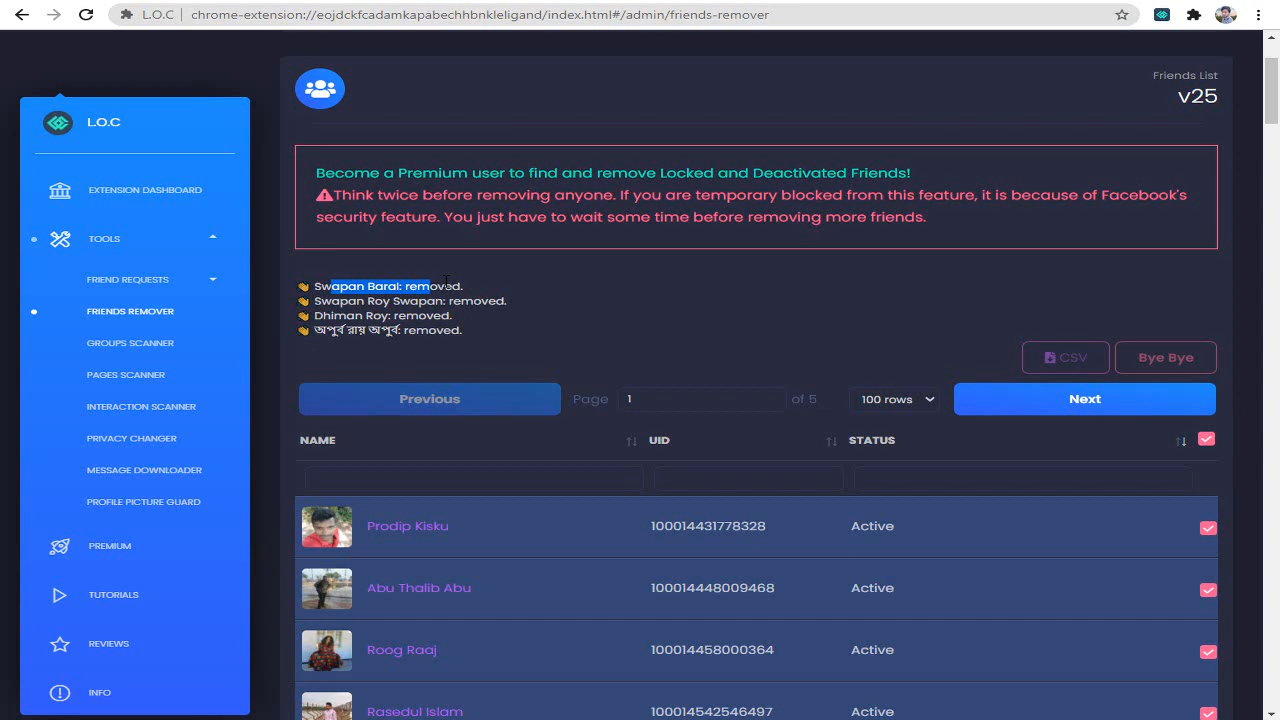 L.O.C
chrome-extension://eojdckfcadamkapabechhbnkleligand/index.html#/admin/friends-remover
Friends List
v25
L.O.C
EXTENSION DASHBOARD
TOOLS
FRIEND REQUESTS
FRIENDS REMOVER
GROUPS SCANNER
PAGES SCANNER
INTERACTION SCANNER
PRIVACY CHANGER
MESSAGE DOWNLOADER
PROFILE PICTURE GUARD
PREMIUM
TUTORIALS
REVIEWS
INFO
Become a Premium user to find and remove Locked and Deactivated Friends!
Think twice before removing anyone. If you are temporary blocked from this feature, it is because of Facebook's
security feature. You just have to wait some time before removing more friends.
Swapan Baral: removed.
Swapan Roy Swapan: removed.
Dhiman Roy: removed.
অপুর্ব রায় অপুর্ব: removed.
CSV
Bye Bye
Previous
Page 1 of 5
100 rows
Next
NAME UID STATUS
Prodip Kisku 100014431778328 Active
Abu Thalib Abu 100014448009468 Active
Roog Raaj 100014458000364 Active
Rasedul Islam 100014542546497 Active